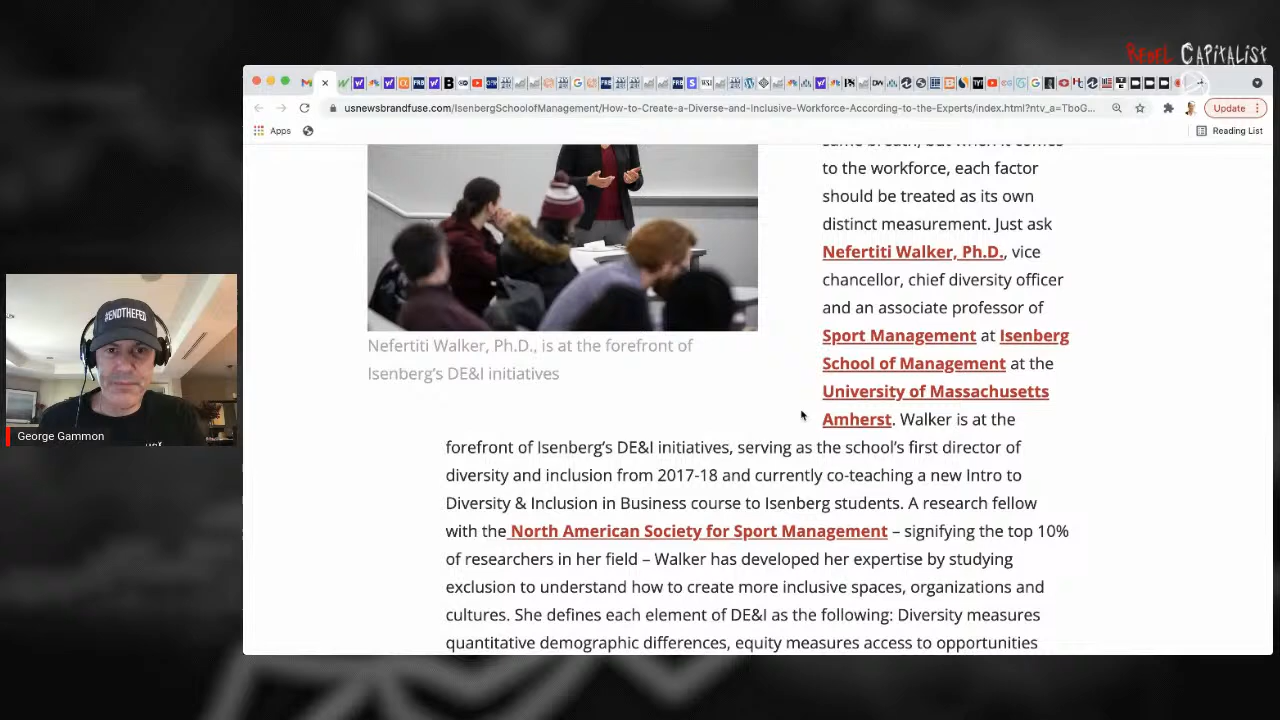 REBEL CAPITALIST
usnewsbrandfuse.com/IsenbergSchoolofManagement/How-to-Create-a-Diverse-and-Inclusive-Workforce-According-to-the-Experts/index.html?ntv_a=TboG...
Update
Apps
Reading List
same breath, but when it comes
to the workforce, each factor
should be treated as its own
distinct measurement. Just ask
Nefertiti Walker, Ph.D., vice
chancellor, chief diversity officer
and an associate professor of
Sport Management at Isenberg
School of Management at the
University of Massachusetts
Amherst. Walker is at the
Nefertiti Walker, Ph.D., is at the forefront of
Isenberg’s DE&I initiatives
forefront of Isenberg’s DE&I initiatives, serving as the school’s first director of
diversity and inclusion from 2017-18 and currently co-teaching a new Intro to
Diversity & Inclusion in Business course to Isenberg students. A research fellow
with the North American Society for Sport Management – signifying the top 10%
of researchers in her field – Walker has developed her expertise by studying
exclusion to understand how to create more inclusive spaces, organizations and
cultures. She defines each element of DE&I as the following: Diversity measures
quantitative demographic differences, equity measures access to opportunities
#ENDTHEFED
George Gammon